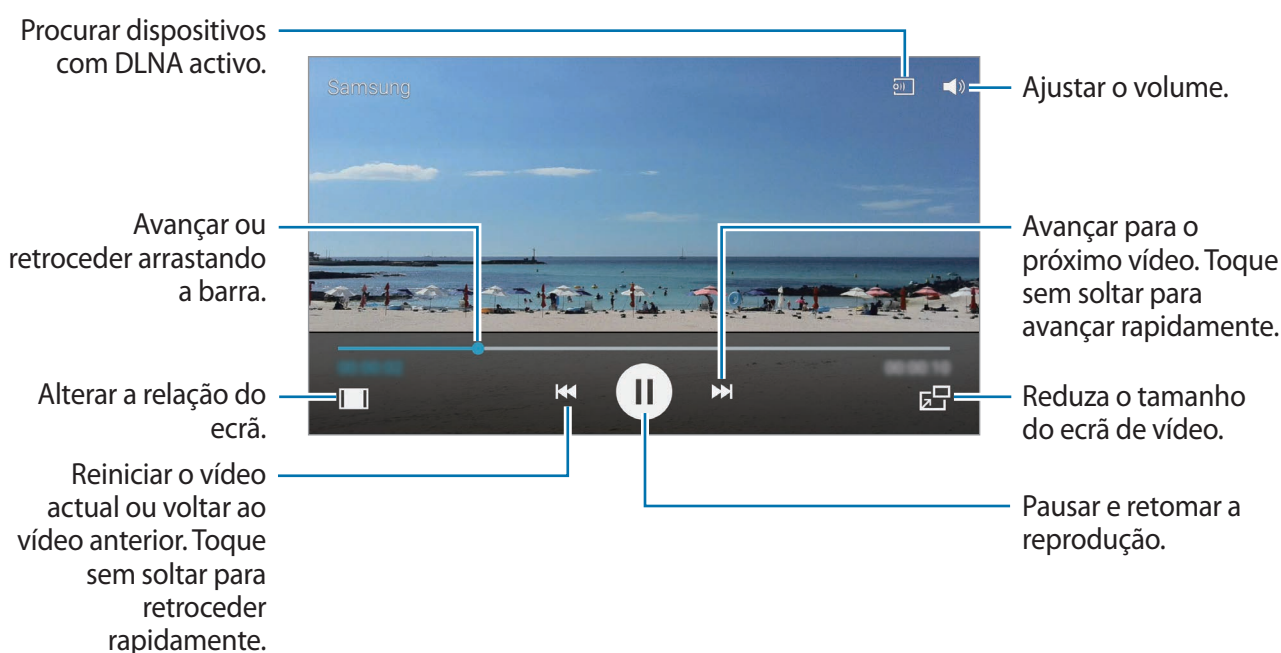 Procurar dispositivos
com DLNA activo.
Samsung
Ajustar o volume.
Avançar ou
retroceder arrastando
a barra.
Avançar para o
próximo vídeo. Toque
sem soltar para
avançar rapidamente.
Alterar a relação do
ecrã.
Reduza o tamanho
do ecrã de vídeo.
Reiniciar o vídeo
actual ou voltar ao
vídeo anterior. Toque
sem soltar para
retroceder
rapidamente.
Pausar e retomar a
reprodução.